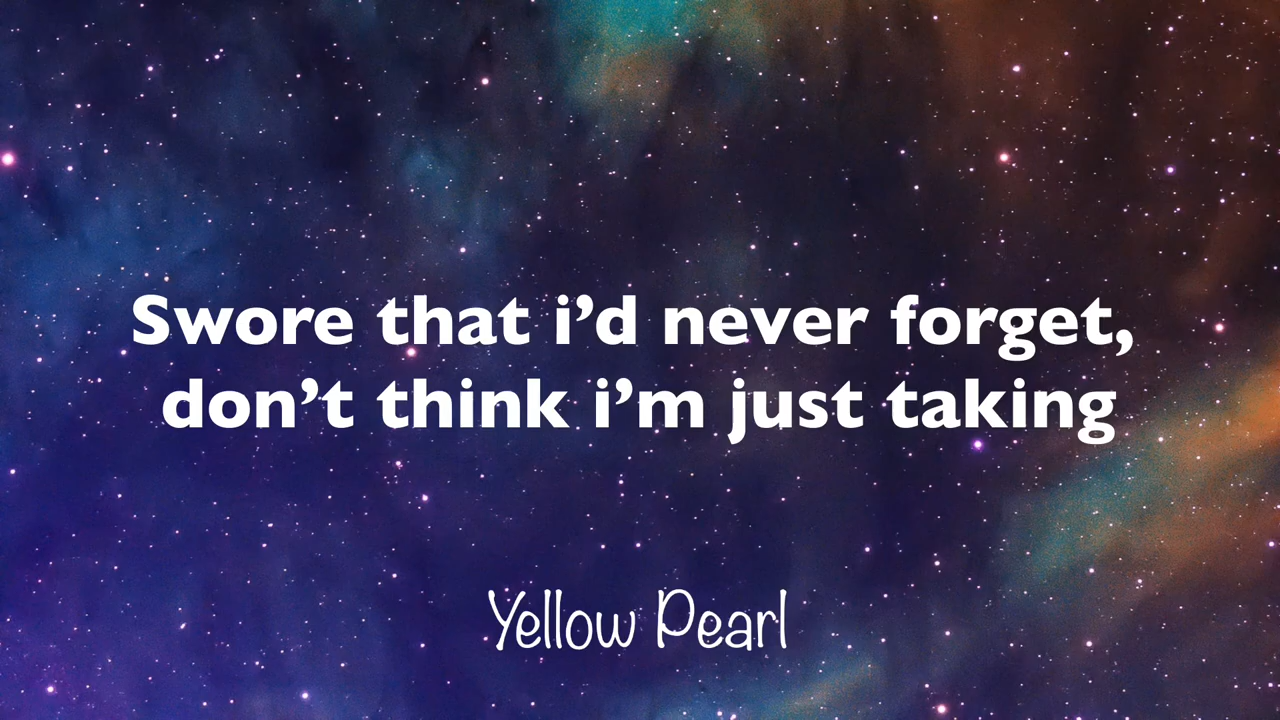 Swore that i’d never forget,
don’t think i’m just taking
Yellow Pearl